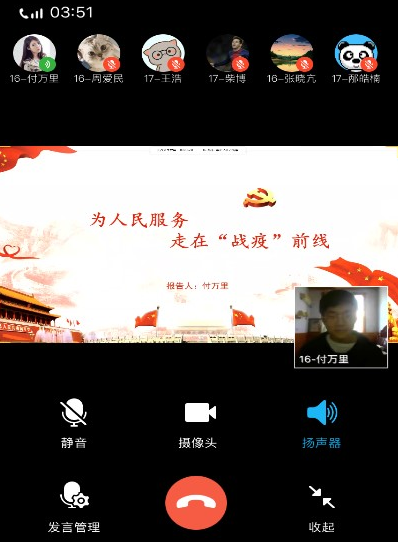 03:51
16-付万里
16-周爱民
17-王浩
17-柴博
16-张晓亢
17-邴皓楠
为人民服务
走在“战疫”前线
报告人：付万里
16-付万里
静音
摄像头
扬声器
发言管理
收起